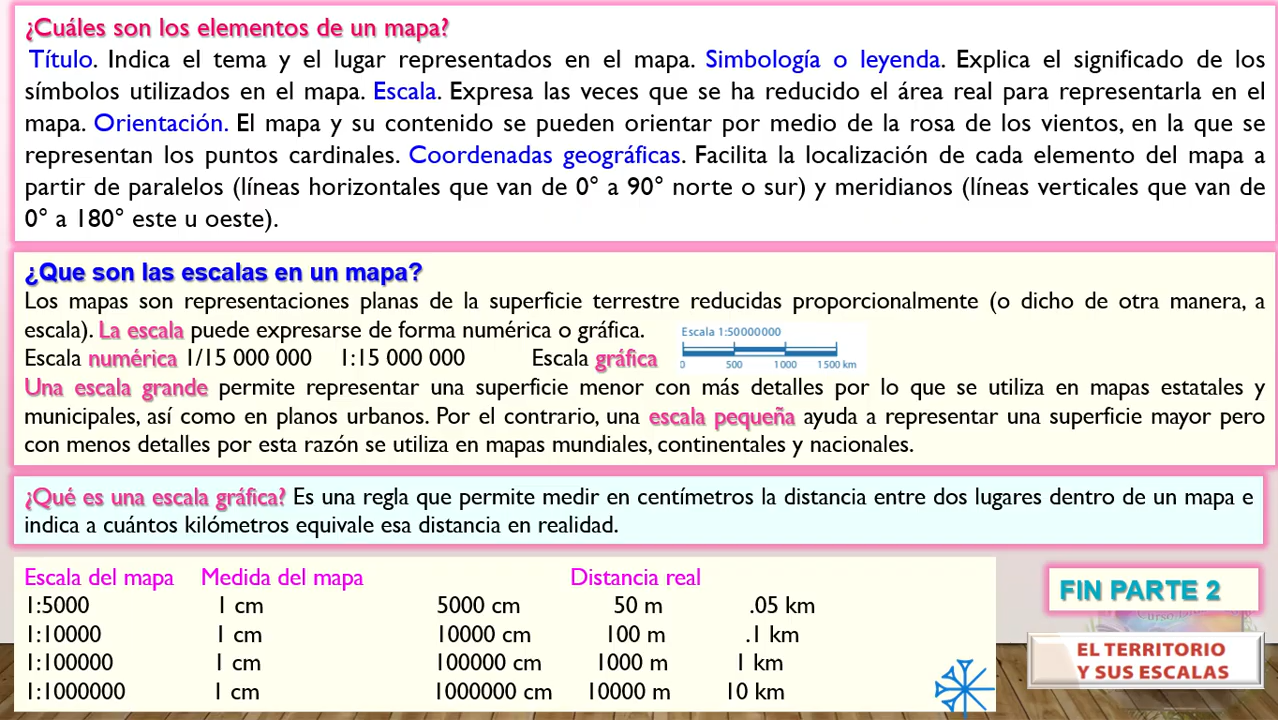 ¿Cuáles son los elementos de un mapa?
Título. Indica el tema y el lugar representados en el mapa. Simbología o leyenda. Explica el significado de los
símbolos utilizados en el mapa. Escala. Expresa las veces que se ha reducido el área real para representarla en el
mapa. Orientación. El mapa y su contenido se pueden orientar por medio de la rosa de los vientos, en la que se
representan los puntos cardinales. Coordenadas geográficas. Facilita la localización de cada elemento del mapa a
partir de paralelos (líneas horizontales que van de 0° a 90° norte o sur) y meridianos (líneas verticales que van de
0° a 180° este u oeste).
¿Que son las escalas en un mapa?
Los mapas son representaciones planas de la superficie terrestre reducidas proporcionalmente (o dicho de otra manera, a
escala). La escala puede expresarse de forma numérica o gráfica.
Escala 1:50000000
Escala numérica 1/15 000 000 1:15 000 000 Escala gráfica
0 500 1000 1500 km
Una escala grande permite representar una superficie menor con más detalles por lo que se utiliza en mapas estatales y
municipales, así como en planos urbanos. Por el contrario, una escala pequeña ayuda a representar una superficie mayor pero
con menos detalles por esta razón se utiliza en mapas mundiales, continentales y nacionales.
¿Qué es una escala gráfica? Es una regla que permite medir en centímetros la distancia entre dos lugares dentro de un mapa e
indica a cuántos kilómetros equivale esa distancia en realidad.
Escala del mapa Medida del mapa Distancia real
1:5000 1 cm 5000 cm 50 m .05 km
1:10000 1 cm 10000 cm 100 m .1 km
1:100000 1 cm 100000 cm 1000 m 1 km
1:1000000 1 cm 1000000 cm 10000 m 10 km
FIN PARTE 2
EL TERRITORIO
Y SUS ESCALAS